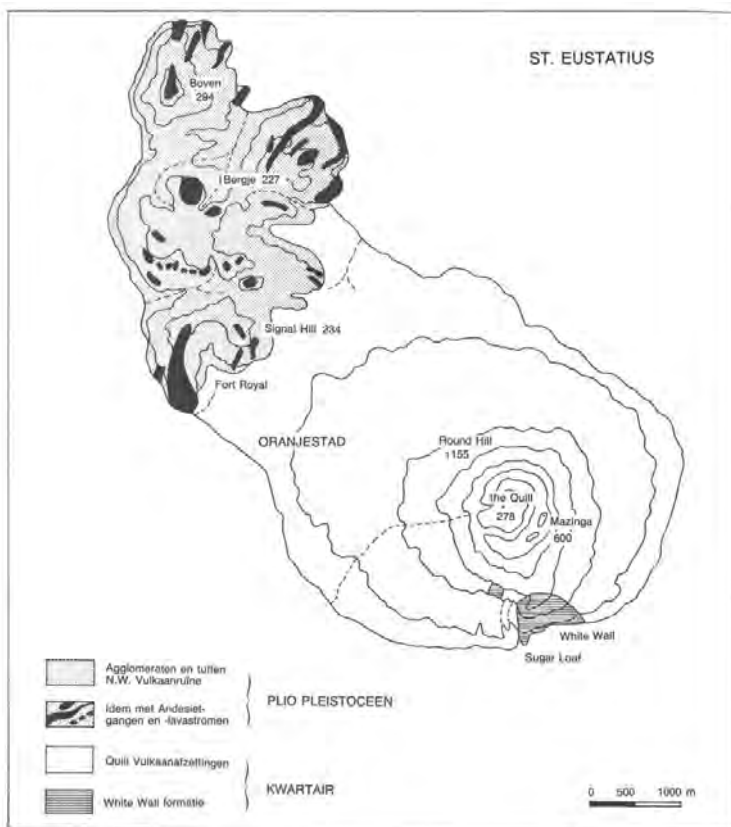 ST. EUSTATIUS
Boven
294
Bergje 227
Signal Hill 234
Fort Royal
ORANJESTAD
Round Hill
155
the Quill
278
Mazinga
600
White Wall
Sugar Loaf
Agglomeraten en tuffen
N.W. Vulkaanruïne
Idem met Andesiet-
gangen en -lavastromen
PLIO PLEISTOCEEN
Quill Vulkaanafzettingen
White Wall formatie
KWARTAIR
0 500 1000 m